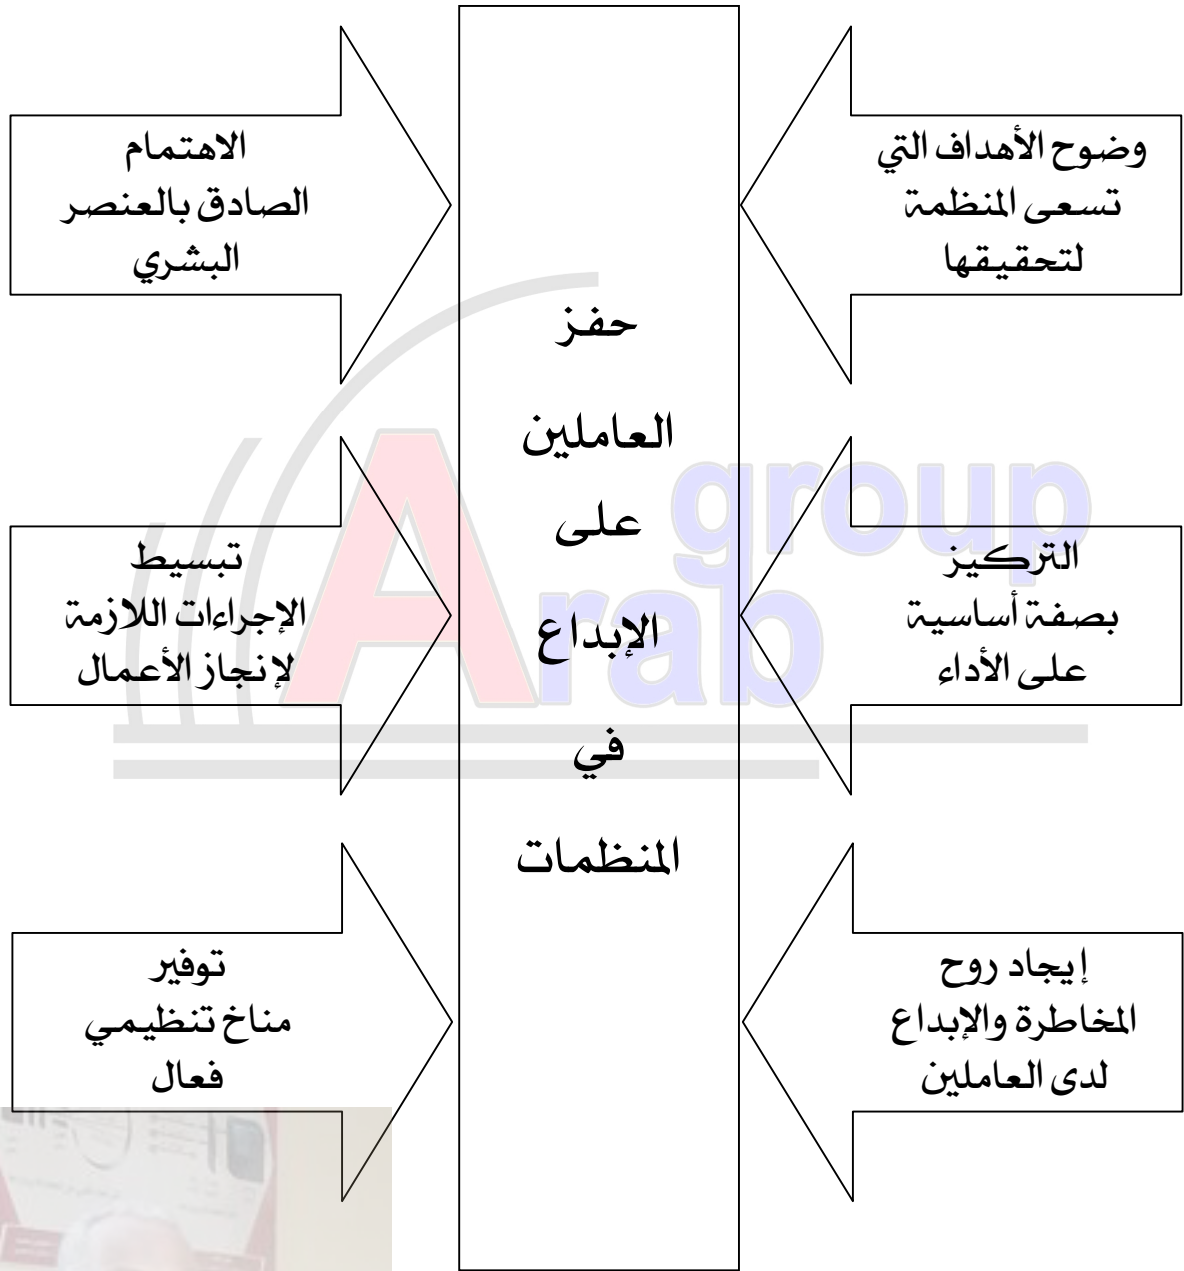 وضوح الأهداف التي
تسعى المنظمة
لتحقيقها
الاهتمام
الصادق بالعنصر
البشري
حفز
العاملين
على
الإبداع
في
المنظمات
التركيز
بصفة أساسية
على الأداء
تبسيط
الإجراءات اللازمة
لإنجاز الأعمال
إيجاد روح
المخاطرة والإبداع
لدى العاملين
توفير
مناخ تنظيمي
فعال
Arab
group